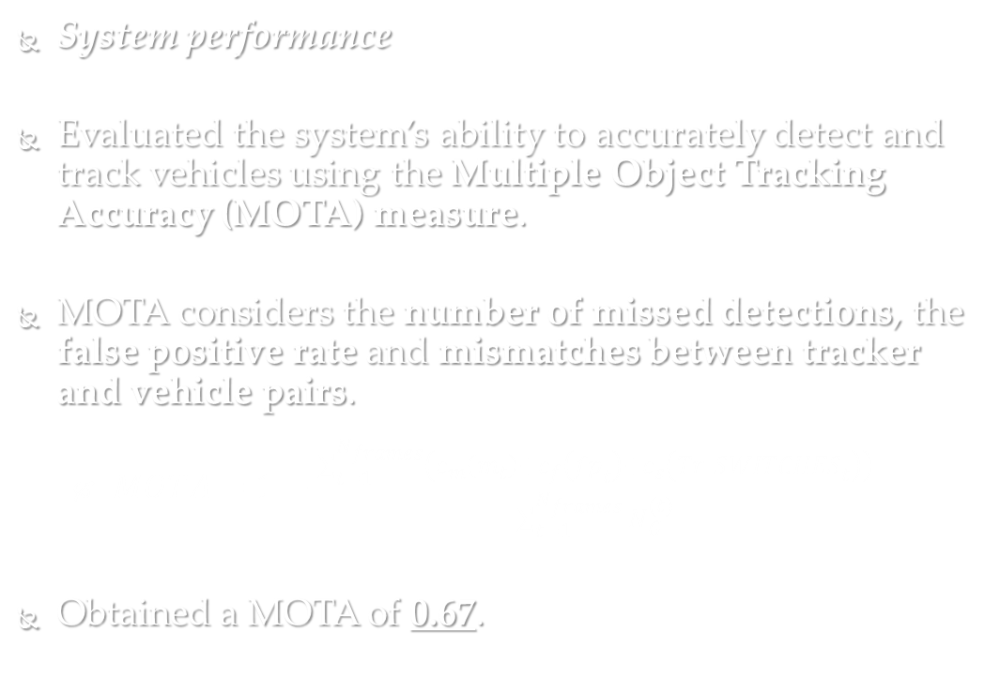 System performance
Evaluated the system's ability to accurately detect and
track vehicles using the Multiple Object Tracking
Accuracy (MOTA) measure.
MOTA considers the number of missed detections, the
false positive rate and mismatches between tracker
and vehicle pairs.
Obtained a MOTA of 0.67.